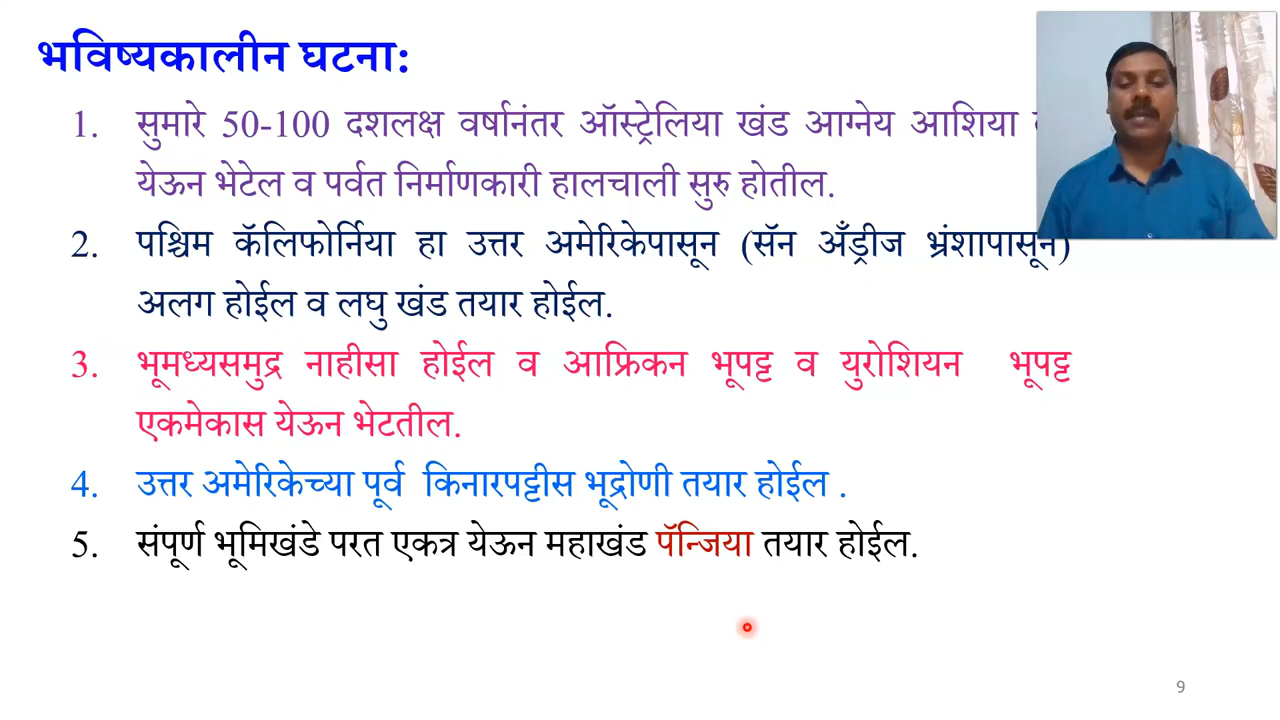 भविष्यकालीन घटना:
1. सुमारे 50-100 दशलक्ष वर्षानंतर ऑस्ट्रेलिया खंड आग्नेय आशिया
येऊन भेटेल व पर्वत निर्माणकारी हालचाली सुरु होतील.
2. पश्चिम कॅलिफोर्निया हा उत्तर अमेरिकेपासून (सॅन अँड्रीज भ्रंशापासून)
अलग होईल व लघु खंड तयार होईल.
3. भूमध्यसमुद्र नाहीसा होईल व आफ्रिकन भूपट्ट व युरोशियन भूपट्ट
एकमेकास येऊन भेटतील.
4. उत्तर अमेरिकेच्या पूर्व किनारपट्टीस भूद्रोणी तयार होईल .
5. संपूर्ण भूमिखंडे परत एकत्र येऊन महाखंड पॅन्जिया तयार होईल.
9